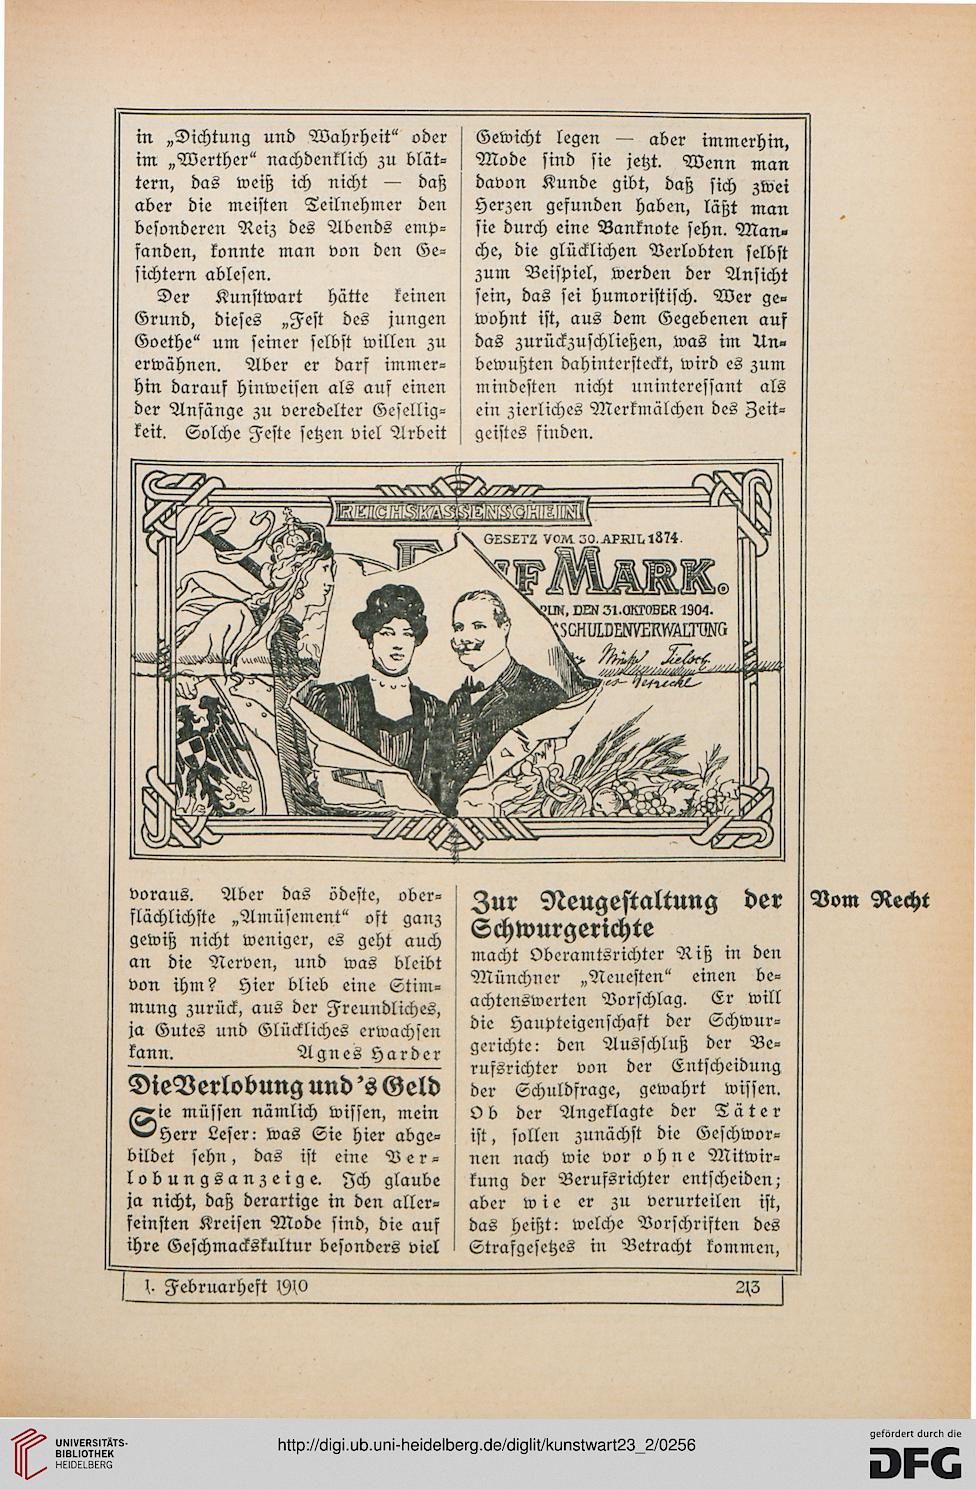 in „Dichtung und Wahrheit“ oder
im „Werther“ nachdenklich zu blät-
tern, das weiß ich nicht — daß
aber die meisten Teilnehmer den
besonderen Reiz des Abends emp-
fanden, konnte man von den Ge-
sichtern ablesen.
Der Kunstwart hätte keinen
Grund, dieses „Fest des jungen
Goethe“ um seiner selbst willen zu
erwähnen. Aber er darf immer-
hin darauf hinweisen als auf einen
der Anfänge zu veredelter Gesellig-
keit. Solche Feste setzen viel Arbeit
voraus. Aber das ödeste, ober-
flächlichste „Amüsement“ oft ganz
gewiß nicht weniger, es geht auch
an die Nerven, und was bleibt
von ihm? Hier blieb eine Stim-
mung zurück, aus der Freundliches,
ja Gutes und Glückliches erwachsen
kann. Agnes Harder
Die Verlobung und 's Geld
Sie müssen nämlich wissen, mein
Herr Leser: was Sie hier abge-
bildet sehn, das ist eine Ver-
lobungsanzeige. Ich glaube
ja nicht, daß derartige in den aller-
feinsten Kreisen Mode sind, die auf
ihre Geschmackskultur besonders viel
Gewicht legen — aber immerhin,
Mode sind sie jetzt. Wenn man
davon Kunde gibt, daß sich zwei
Herzen gefunden haben, läßt man
sie durch eine Banknote sehn. Man-
che, die glücklichen Verlobten selbst
zum Beispiel, werden der Ansicht
sein, das sei humoristisch. Wer ge-
wohnt ist, aus dem Gegebenen auf
das zurückzuschließen, was im Un-
bewußten dahintersteckt, wird es zum
mindesten nicht uninteressant als
ein zierliches Merkmälchen des Zeit-
geistes finden.
REICHSKASSENSCHEIN
GESETZ VOM 30. APRIL 1874.
F NF MARK.
RLIN, DEN 31. OKTOBER 1904.
SCHULDENVERWALTUNG
Zur Neugestaltung der
Schwurgerichte
macht Oberamtsrichter Riß in den
Münchner „Neuesten“ einen be-
achtenswerten Vorschlag. Er will
die Haupteigenschaft der Schwur-
gerichte: den Ausschluß der Be-
rufsrichter von der Entscheidung
der Schuldfrage, gewahrt wissen.
Ob der Angeklagte der Täter
ist, sollen zunächst die Geschwor-
nen nach wie vor ohne Mitwir-
kung der Berufsrichter entscheiden;
aber wie er zu verurteilen ist,
das heißt: welche Vorschriften des
Strafgesetzes in Betracht kommen,
Vom Recht
1. Februarheft 1910 213
UNIVERSITÄTS-
BIBLIOTHEK
HEIDELBERG
http://digi.ub.uni-heidelberg.de/diglit/kunstwart23_2/0256
gefördert durch die
DFG